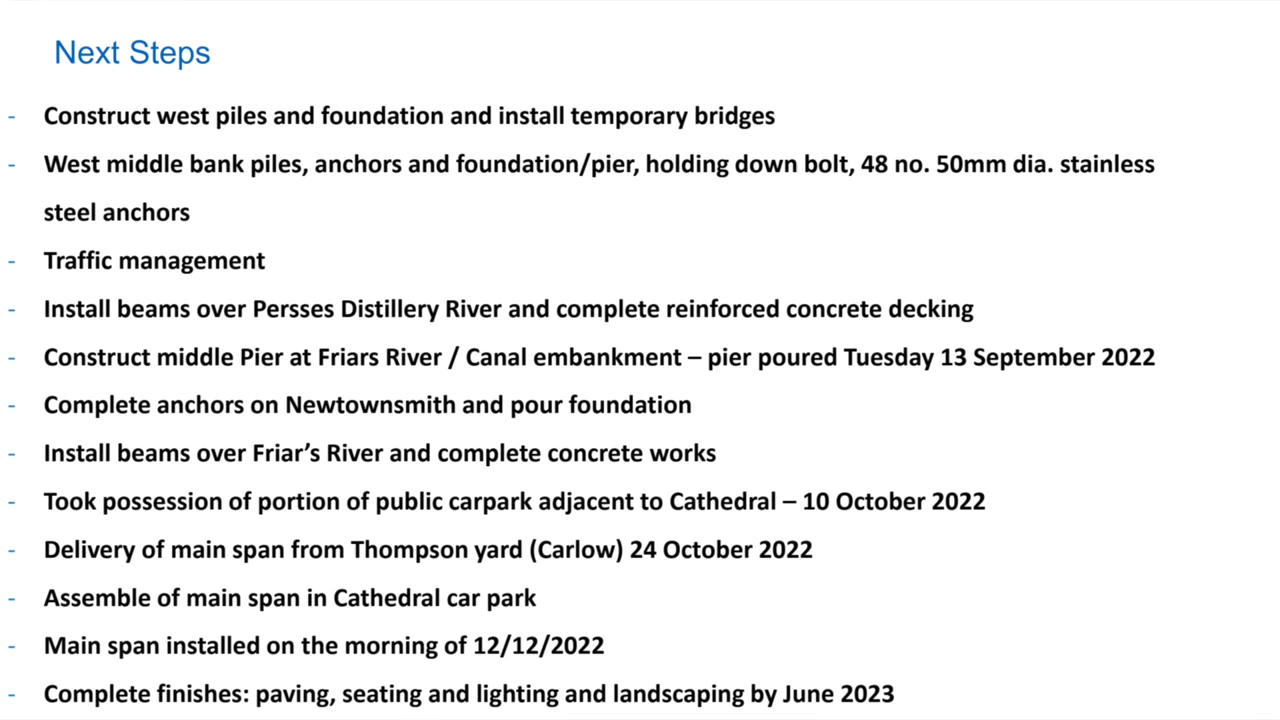 Next Steps
- Construct west piles and foundation and install temporary bridges
- West middle bank piles, anchors and foundation/pier, holding down bolt, 48 no. 50mm dia. stainless
steel anchors
- Traffic management
- Install beams over Persses Distillery River and complete reinforced concrete decking
- Construct middle Pier at Friars River / Canal embankment – pier poured Tuesday 13 September 2022
- Complete anchors on Newtownsmith and pour foundation
- Install beams over Friar’s River and complete concrete works
- Took possession of portion of public carpark adjacent to Cathedral – 10 October 2022
- Delivery of main span from Thompson yard (Carlow) 24 October 2022
- Assemble of main span in Cathedral car park
- Main span installed on the morning of 12/12/2022
- Complete finishes: paving, seating and lighting and landscaping by June 2023